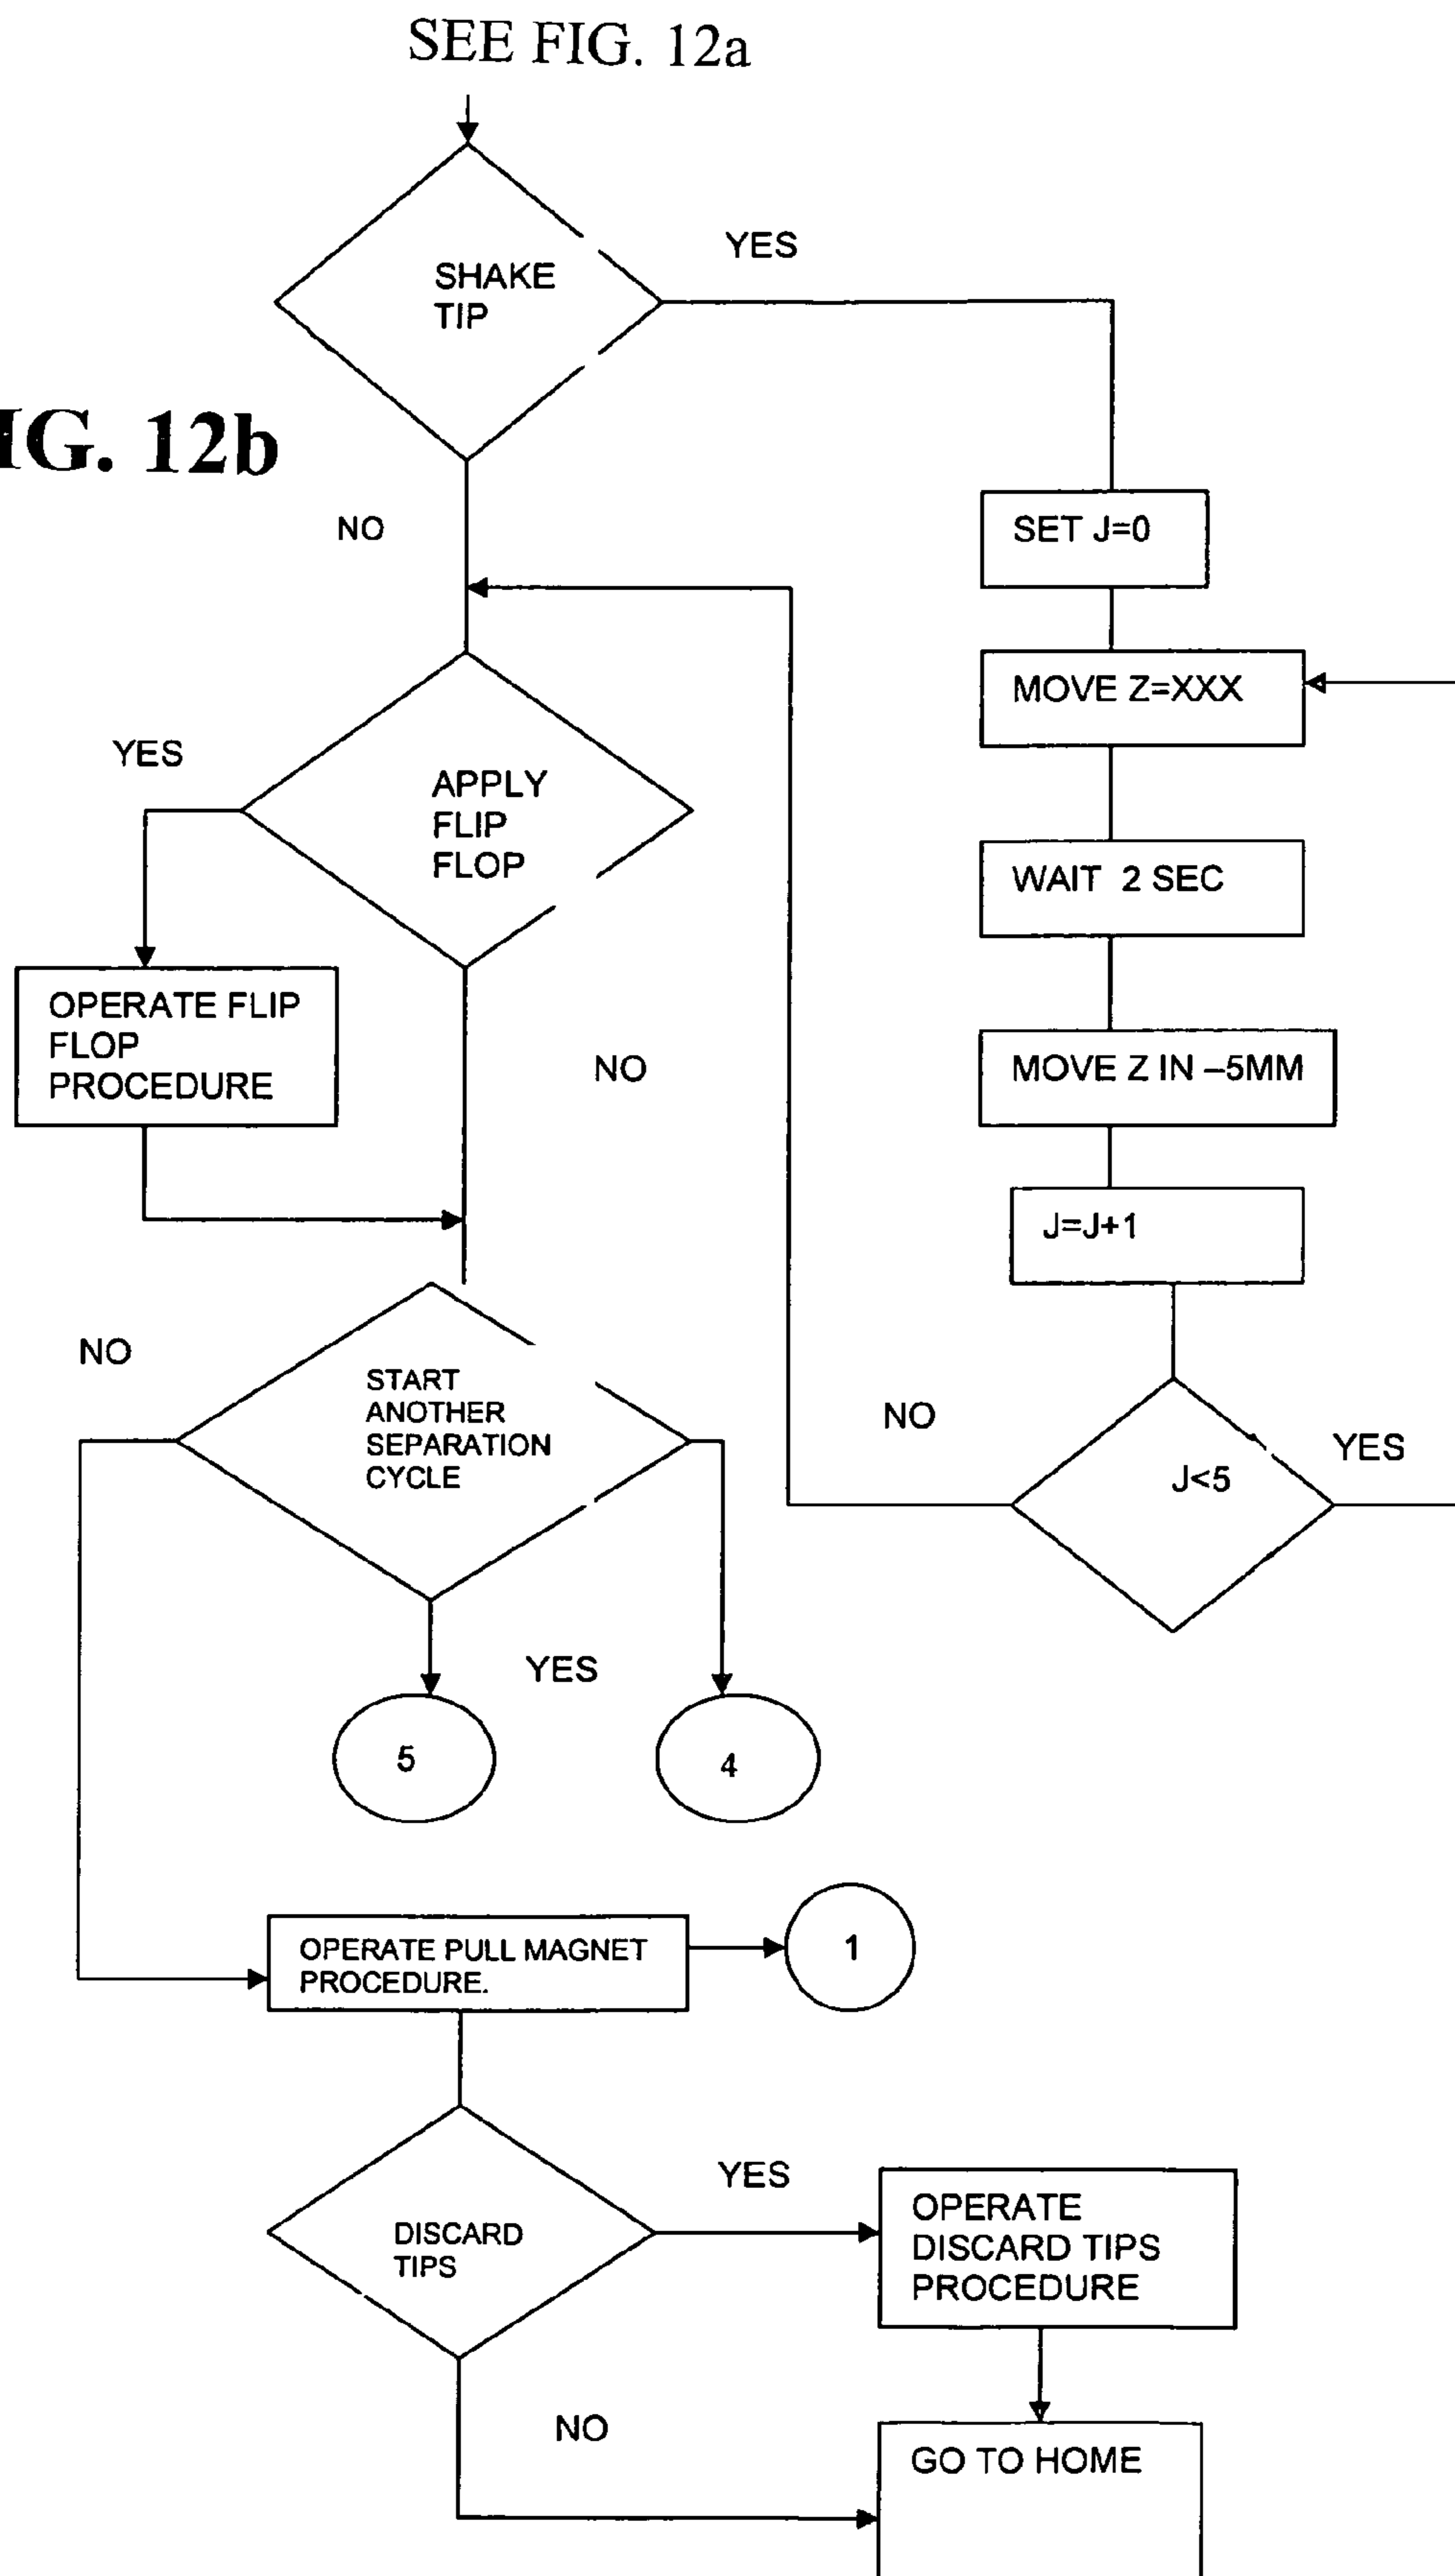 SEE FIG. 12a
YES
SHAKE
TIP
IG. 12b
NO
SET J=0
MOVE Z=XXX
YES
APPLY
FLIP
FLOP
WAIT 2 SEC
OPERATE FLIP
FLOP
PROCEDURE
NO
MOVE Z IN –5MM
J=J+1
NO
START
ANOTHER
SEPARATION
CYCLE
NO
YES
J<5
YES
5
4
OPERATE PULL MAGNET
PROCEDURE.
1
YES
DISCARD
TIPS
OPERATE
DISCARD TIPS
PROCEDURE
NO
GO TO HOME